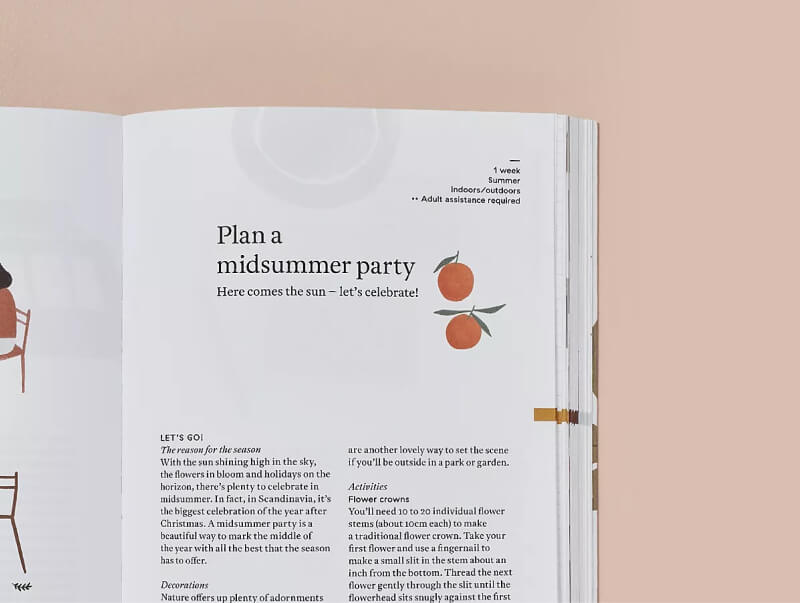 1 week
Summer
Indoors/outdoors
•• Adult assistance required
Plan a
midsummer party
Here comes the sun – let's celebrate!
LET'S GO!
The reason for the season
With the sun shining high in the sky,
the flowers in bloom and holidays on the
horizon, there's plenty to celebrate in
midsummer. In fact, in Scandinavia, it's
the biggest celebration of the year after
Christmas. A midsummer party is a
beautiful way to mark the middle of
the year with all the best that the season
has to offer.
Decorations
Nature offers up plenty of adornments
are another lovely way to set the scene
if you'll be outside in a park or garden.
Activities
Flower crowns
You'll need 10 to 20 individual flower
stems (about 10cm each) to make
a traditional flower crown. Take your
first flower and use a fingernail to
make a small slit in the stem about an
inch from the bottom. Thread the next
flower gently through the slit until the
flowerhead sits snugly against the first